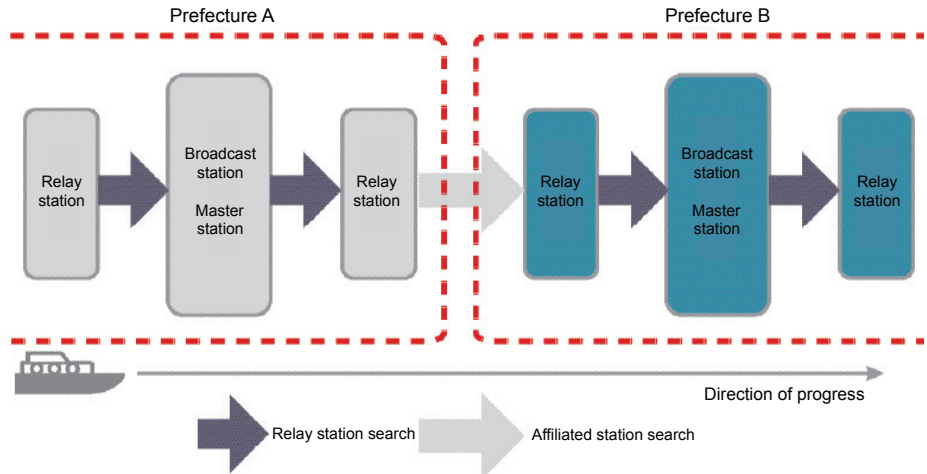 Prefecture A
Prefecture B
Relay
station
Broadcast
station
Master
station
Relay
station
Relay
station
Broadcast
station
Master
station
Relay
station
Direction of progress
Relay station search
Affiliated station search